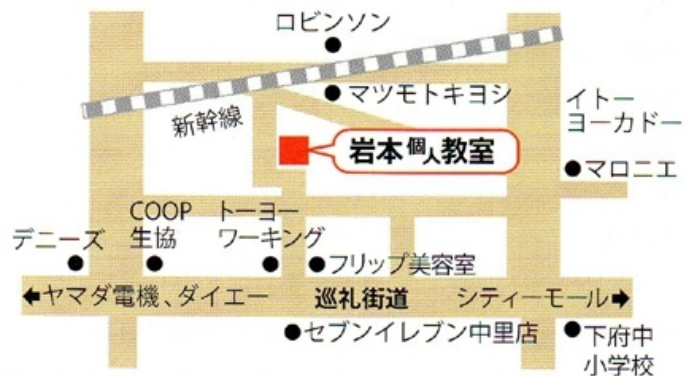 ロビンソン
マツモトキヨシ
新幹線
イトー
ヨーカドー
岩本個人教室
マロニエ
COOP
生協
トーヨー
ワーキング
デニーズ
フリップ美容室
←ヤマダ電機、ダイエー
巡礼街道
シティーモール→
セブンイレブン中里店
下府中
小学校